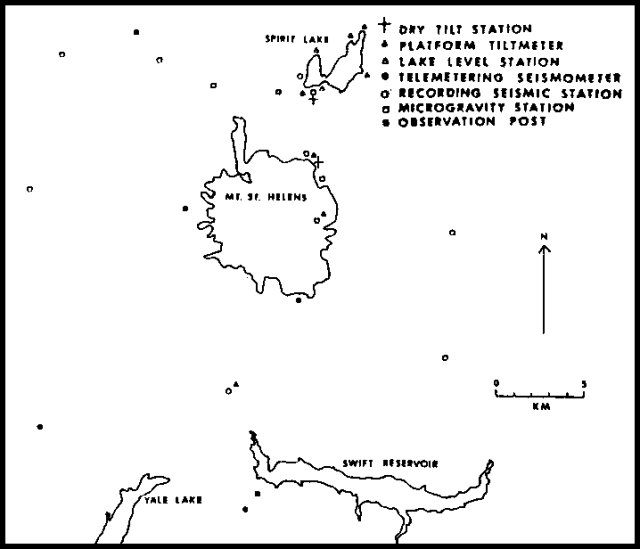 SPIRIT LAKE
DRY TILT STATION
PLATFORM TILTMETER
LAKE LEVEL STATION
TELEMETERING SEISMOMETER
RECORDING SEISMIC STATION
MICROGRAVITY STATION
OBSERVATION POST
MT. ST. HELENS
N
0 5
KM
SWIFT RESERVOIR
YALE LAKE